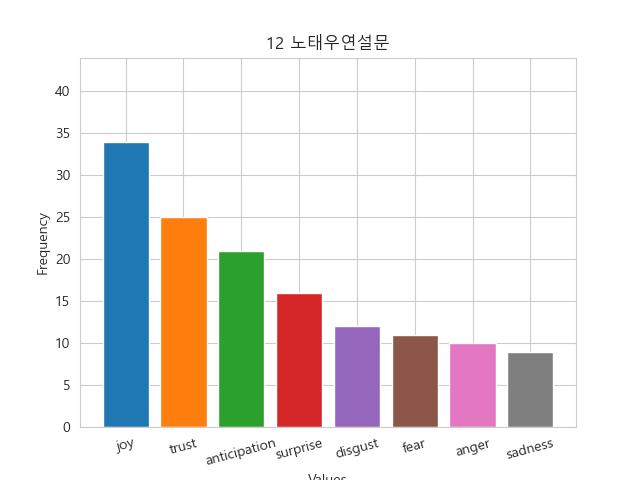 12 노태우연설문
40
35
30
25
20
15
10
5
0
Frequency
joy trust anticipation surprise disgust fear anger sadness
Values